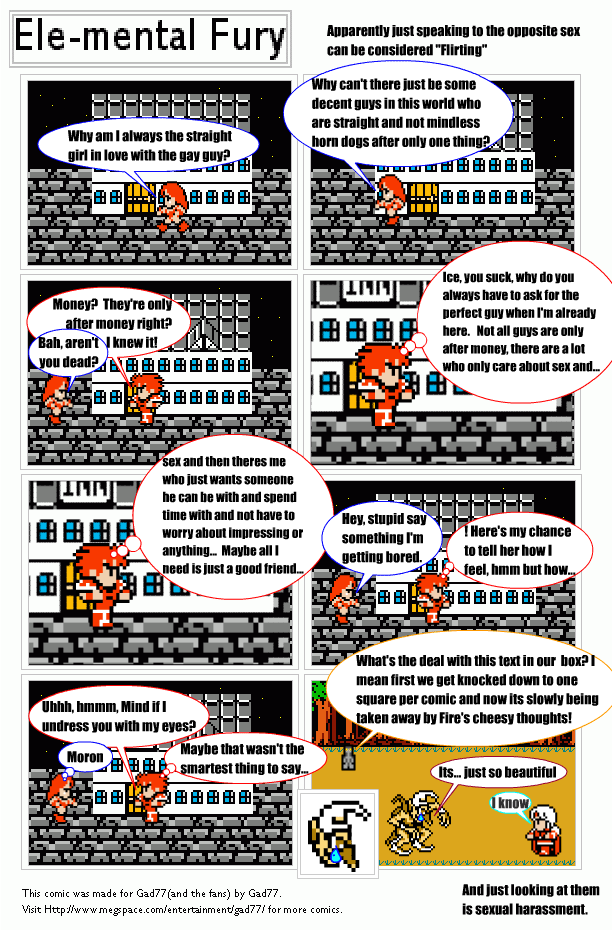 Ele-mental Fury
Apparently just speaking to the opposite sex
can be considered "Flirting"
Why am I always the straight
girl in love with the gay guy?
Why can't there just be some
decent guys in this world who
are straight and not mindless
horn dogs after only one thing?
Money? They're only
after money right?
I knew it!
Bah, aren't
you dead?
INN
Ice, you suck, why do you
always have to ask for the
perfect guy when I'm already
here. Not all guys are only
after money, there are a lot
who only care about sex and...
INN
sex and then theres me
who just wants someone
he can be with and spend
time with and not have to
worry about impressing or
anything... Maybe all I
need is just a good friend...
Hey, stupid say
something I'm
getting bored.
! Here's my chance
to tell her how I
feel, hmm but how...
Uhhh, hmmm, Mind if I
undress you with my eyes?
Moron
Maybe that wasn't the
smartest thing to say...
What's the deal with this text in our box? I
mean first we get knocked down to one
square per comic and now its slowly being
taken away by Fire's cheesy thoughts!
Its... just so beautiful
I know
This comic was made for Gad77(and the fans) by Gad77.
Visit Http://www.megspace.com/entertainment/gad77/ for more comics.
And just looking at them
is sexual harassment.